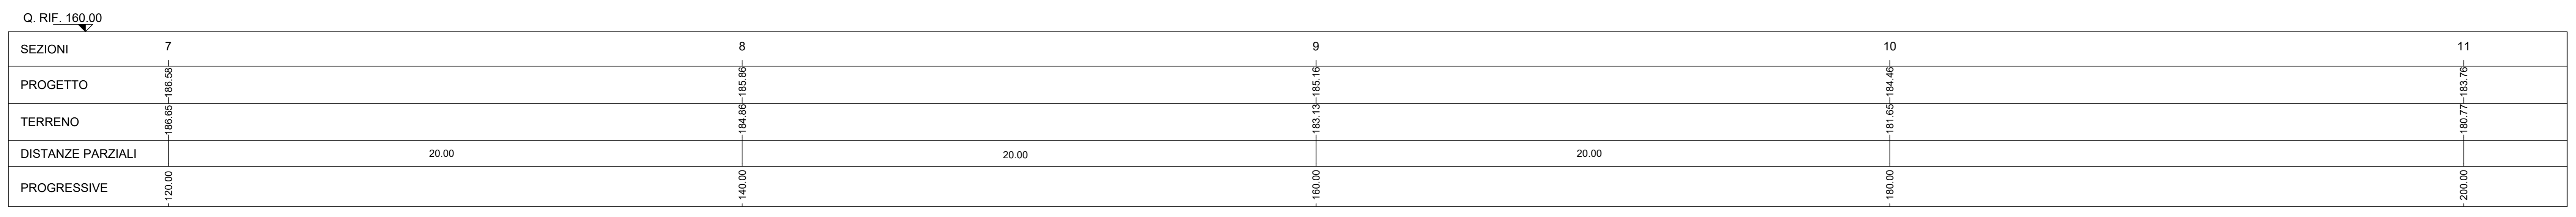 Q. RIF. 160.00
SEZIONI 7 8 9 10 11
PROGETTO 186.58 185.86 185.16 184.46 183.76
TERRENO 186.65 184.86 183.13 181.65 180.77
DISTANZE PARZIALI 20.00 20.00 20.00
PROGRESSIVE 120.00 140.00 160.00 180.00 200.00